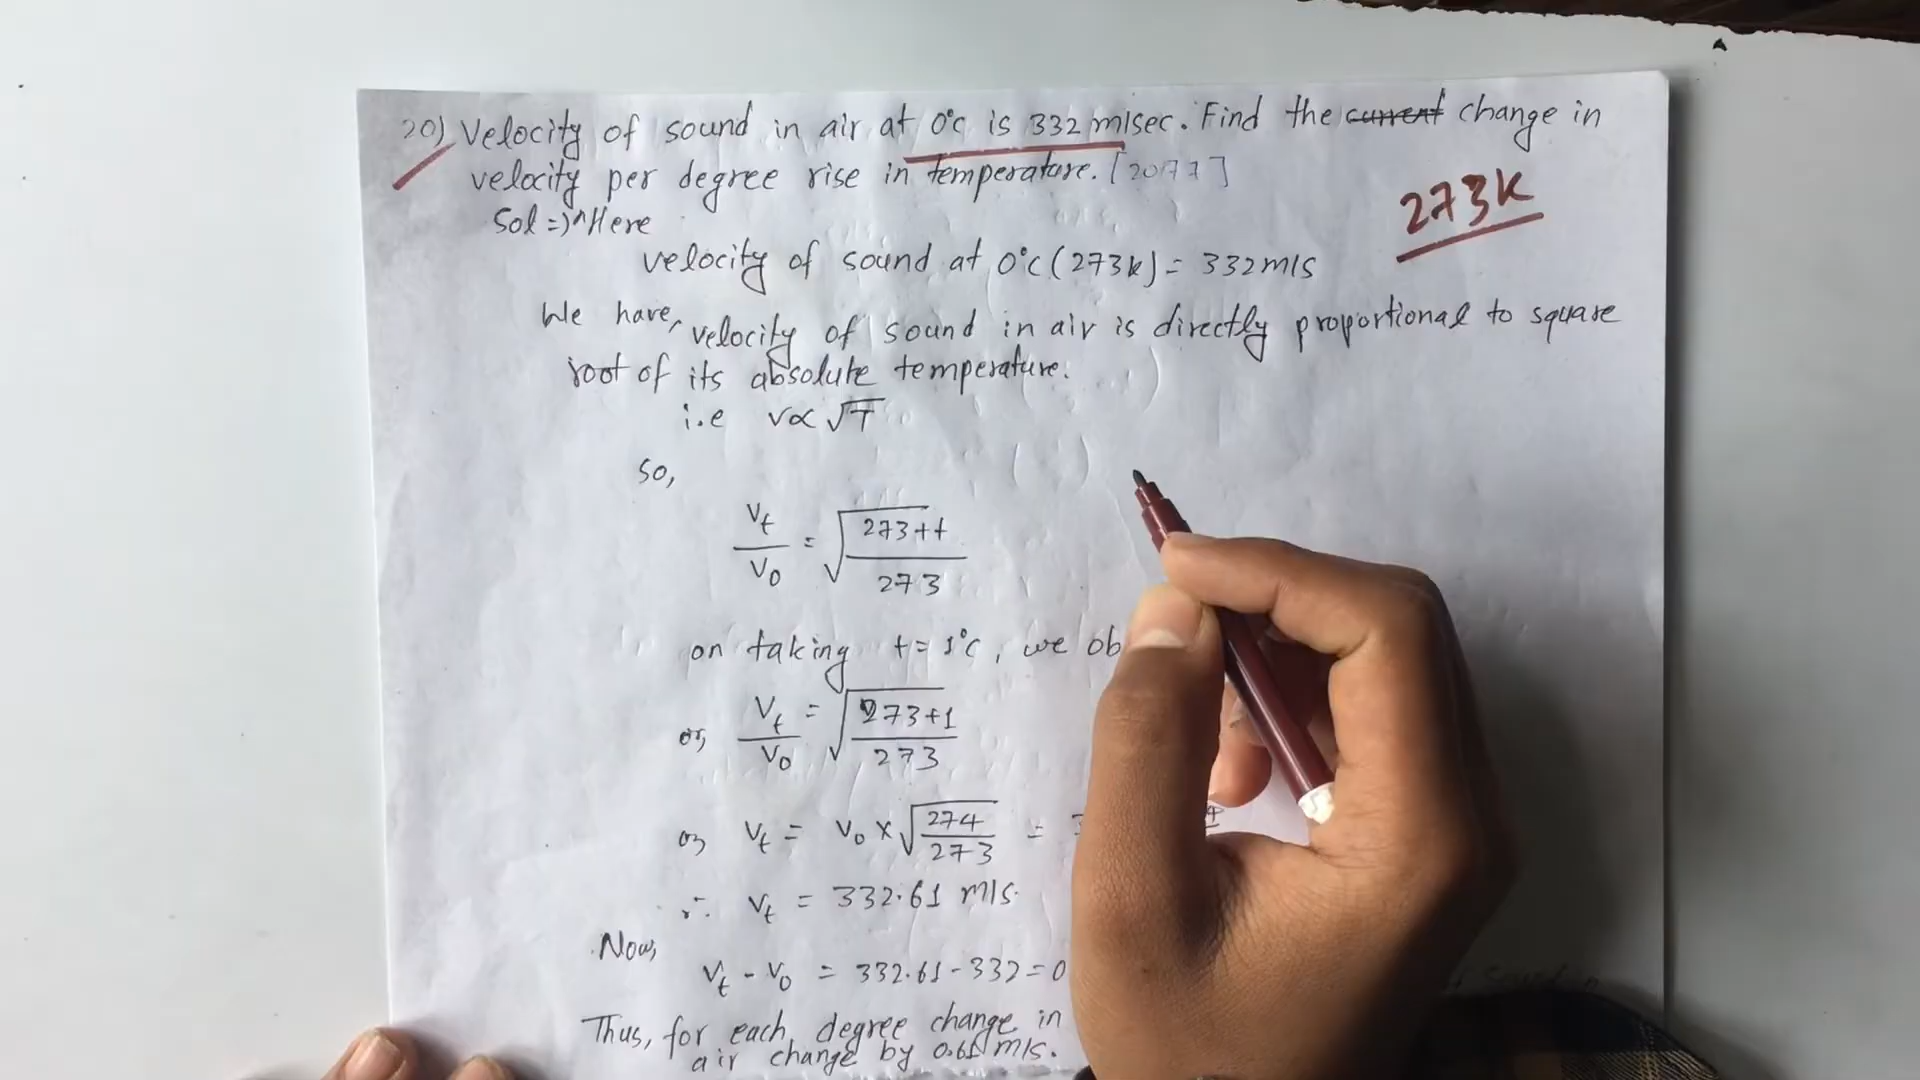 20) Velocity of sound in air at 0°c is 332 m/sec. Find the current change in
velocity per degree rise in temperature. [2077]
273K
Sol => Here
velocity of sound at 0°c (273k) = 332m/s
We have, velocity of sound in air is directly proportional to square
root of its absolute temperature.
i.e v∝ √T
so,
Vt/V0 = √(273+t/273)
on taking t = 1°c, we ob
or, Vt/V0 = √(273+1/273)
or Vt = V0 × √(274/273) = 3
∴ Vt = 332.61 m/s.
Now,
Vt - V0 = 332.61 - 332 = 0
Thus, for each degree change in
air change by 0.61 m/s.